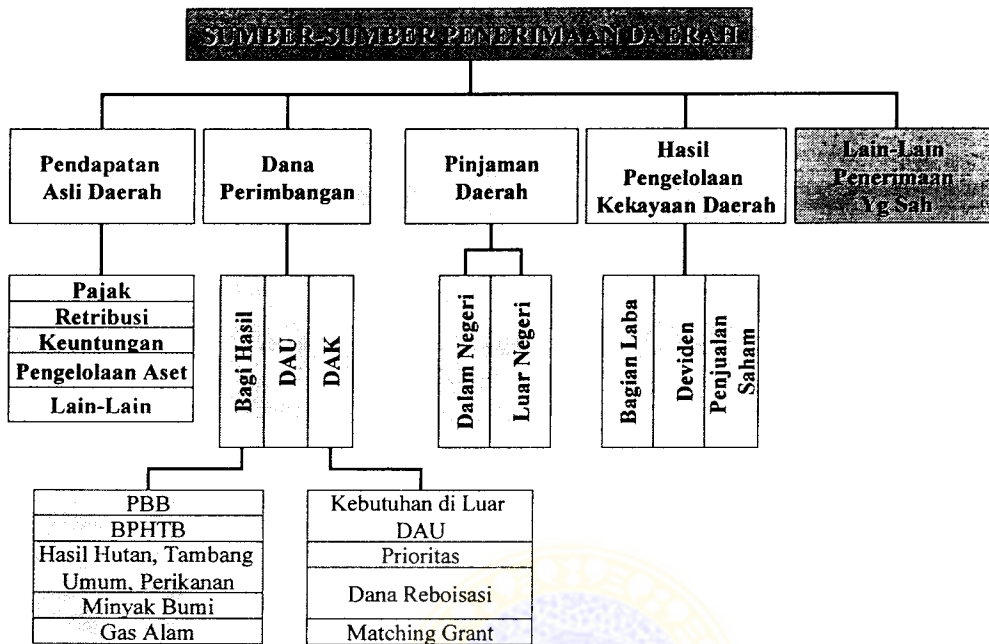 SUMBER-SUMBER PENERIMAAN DAERAH
Pendapatan
Asli Daerah
Dana
Perimbangan
Pinjaman
Daerah
Hasil
Pengelolaan
Kekayaan Daerah
Lain-Lain
Penerimaan
Yg Sah
Pajak
Retribusi
Keuntungan
Pengelolaan Aset
Lain-Lain
Bagi Hasil
DAU
DAK
Dalam Negeri
Luar Negeri
Bagian Laba
Deviden
Penjualan
Saham
PBB
BPHTB
Hasil Hutan, Tambang
Umum, Perikanan
Minyak Bumi
Gas Alam
Kebutuhan di Luar
DAU
Prioritas
Dana Reboisasi
Matching Grant